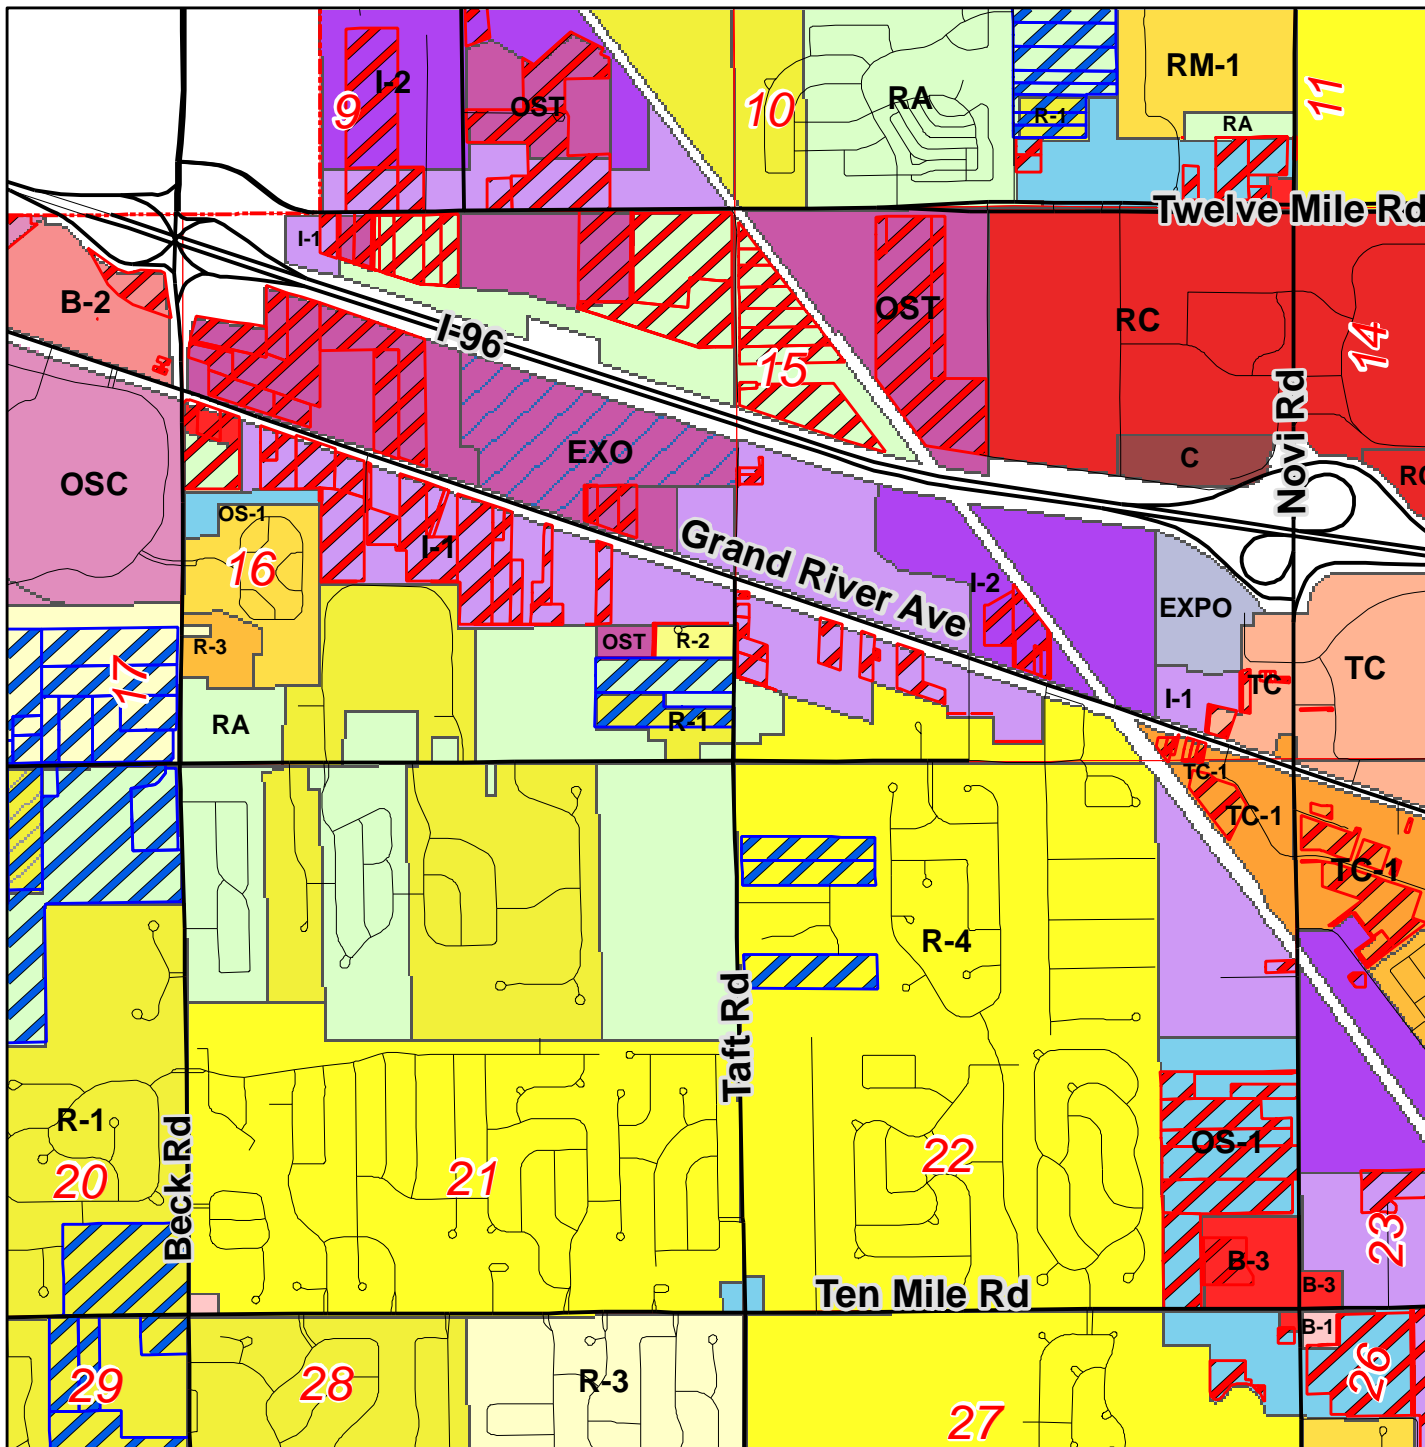 RM-1
I-2
9
OST
10
RA
R-1
11
RA
Twelve Mile Rd
I-1
B-2
I-96
OST
RC
14
15
Novi Rd
EXO
C
OSC
RC
OS-1
I-1
16
Grand River Ave
I-2
EXPO
R-3
OST
R-2
17
TC
TC
RA
R-1
I-1
TC-1
TC-1
TC-1
R-4
Taft Rd
R-1
20
Beck Rd
21
22
OS-1
23
B-3
B-3
Ten Mile Rd
B-1
29
28
R-3
26
27